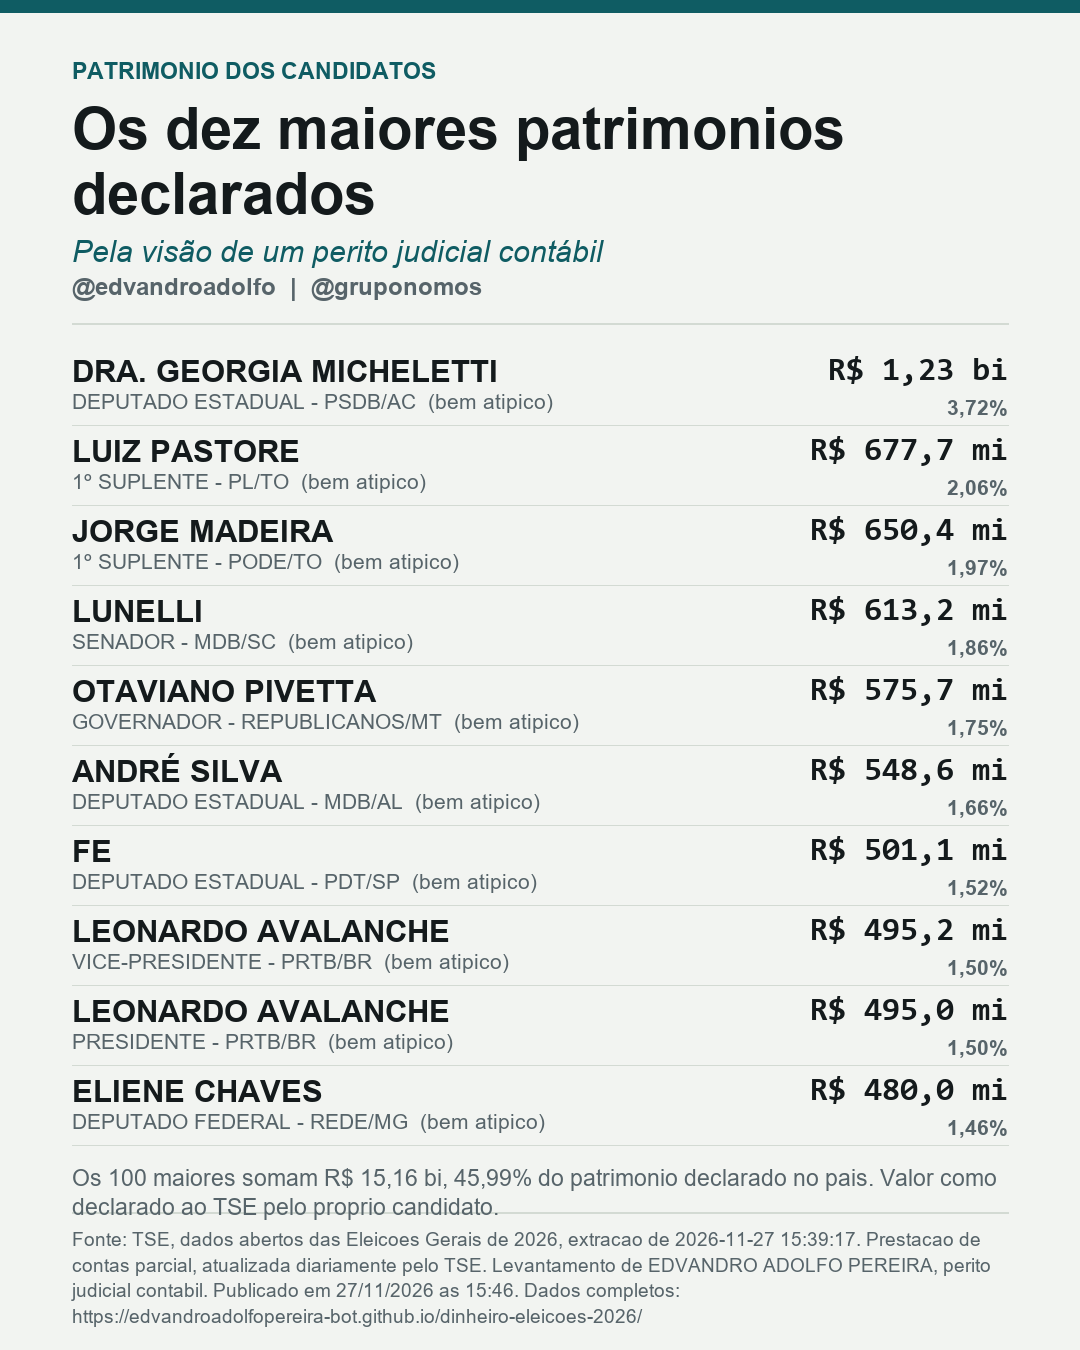 PATRIMONIO DOS CANDIDATOS
Os dez maiores patrimonios
declarados
Pela visão de um perito judicial contábil
@edvandroadolfo | @gruponomos
DRA. GEORGIA MICHELETTI
R$ 1,23 bi
DEPUTADO ESTADUAL - PSDB/AC (bem atipico)
3,72%
LUIZ PASTORE
R$ 677,7 mi
1º SUPLENTE - PL/TO (bem atipico)
2,06%
JORGE MADEIRA
R$ 650,4 mi
1º SUPLENTE - PODE/TO (bem atipico)
1,97%
LUNELLI
R$ 613,2 mi
SENADOR - MDB/SC (bem atipico)
1,86%
OTAVIANO PIVETTA
R$ 575,7 mi
GOVERNADOR - REPUBLICANOS/MT (bem atipico)
1,75%
ANDRÉ SILVA
R$ 548,6 mi
DEPUTADO ESTADUAL - MDB/AL (bem atipico)
1,66%
FE
R$ 501,1 mi
DEPUTADO ESTADUAL - PDT/SP (bem atipico)
1,52%
LEONARDO AVALANCHE
R$ 495,2 mi
VICE-PRESIDENTE - PRTB/BR (bem atipico)
1,50%
LEONARDO AVALANCHE
R$ 495,0 mi
PRESIDENTE - PRTB/BR (bem atipico)
1,50%
ELIENE CHAVES
R$ 480,0 mi
DEPUTADO FEDERAL - REDE/MG (bem atipico)
1,46%
Os 100 maiores somam R$ 15,16 bi, 45,99% do patrimonio declarado no pais. Valor como
declarado ao TSE pelo proprio candidato.
Fonte: TSE, dados abertos das Eleicoes Gerais de 2026, extracao de 2026-11-27 15:39:17. Prestacao de
contas parcial, atualizada diariamente pelo TSE. Levantamento de EDVANDRO ADOLFO PEREIRA, perito
judicial contabil. Publicado em 27/11/2026 as 15:46. Dados completos:
https://edvandroadolfopereira-bot.github.io/dinheiro-eleicoes-2026/